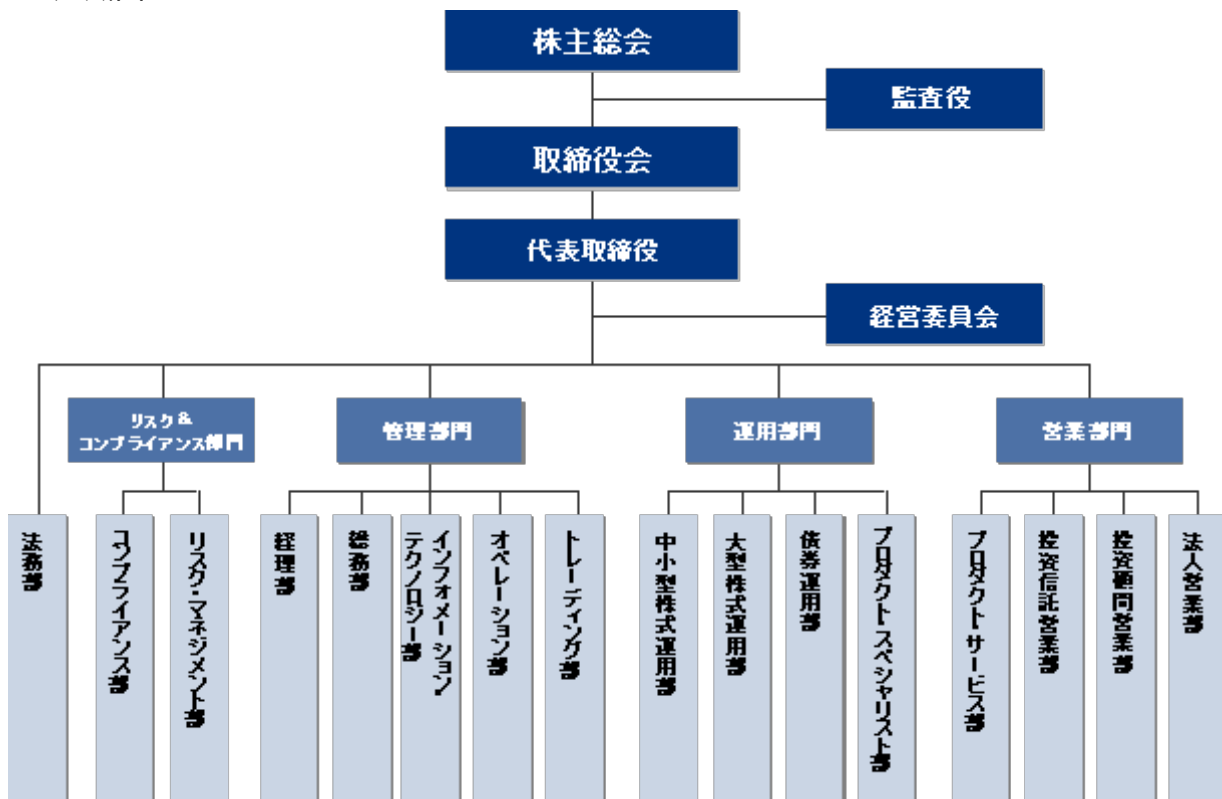 株主総会
監査役
取締役会
代表取締役
経営委員会
リスク&
コンプライアンス部門
管理部門
運用部門
営業部門
法務部
コンプライアンス部
リスク・マネジメント部
経理部
総務部
インフォメーション
テクノロジー部
オペレーション部
トレーディング部
中小型株式運用部
大型株式運用部
債券運用部
プロダクトスペシャリスト部
プロダクトサービス部
投資信託営業部
投資顧問営業部
法人営業部